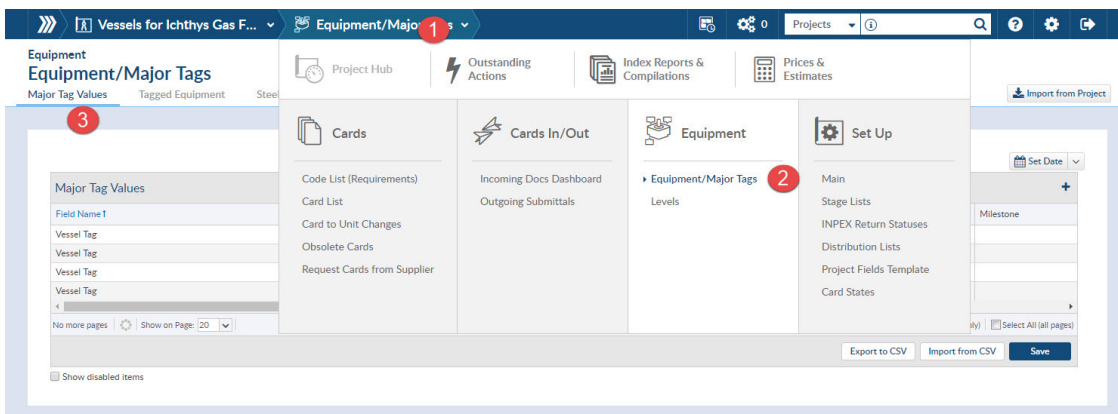 Vessels for Ichthys Gas F...
Equipment/Major
s
1
0
Projects
Equipment
Equipment/Major Tags
Major Tag Values
Tagged Equipment
3
Project Hub
Outstanding
Actions
Index Reports &
Compilations
Prices &
Estimates
Import from Project
Cards
Cards In/Out
Equipment
Set Up
Set Date
Code List (Requirements)
Card List
Card to Unit Changes
Obsolete Cards
Request Cards from Supplier
Incoming Docs Dashboard
Outgoing Submittals
Equipment/Major Tags
2
Levels
Main
Stage Lists
INPEX Return Statuses
Distribution Lists
Project Fields Template
Card States
Major Tag Values
+
Field Name
Milestone
Vessel Tag
Vessel Tag
Vessel Tag
Vessel Tag
No more pages
Show on Page: 20
Select All (all pages)
Export to CSV
Import from CSV
Save
Show disabled items